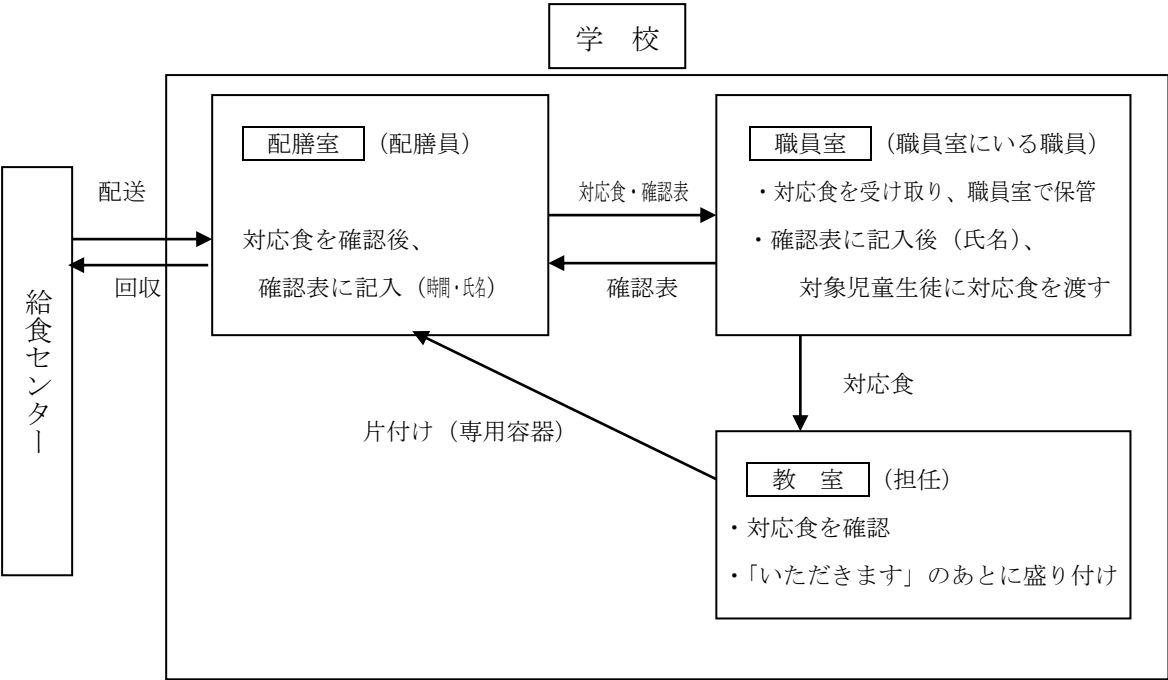 学　校
配膳室（配膳員）
対応食を確認後、
確認表に記入（時間・氏名）
職員室（職員室にいる職員）
・対応食を受け取り、職員室で保管
・確認表に記入後（氏名）、
対象児童生徒に対応食を渡す
配送
回収
給食センター
対応食・確認表
確認表
対応食
片付け（専用容器）
教　室（担任）
・対応食を確認
・「いただきます」のあとに盛り付け